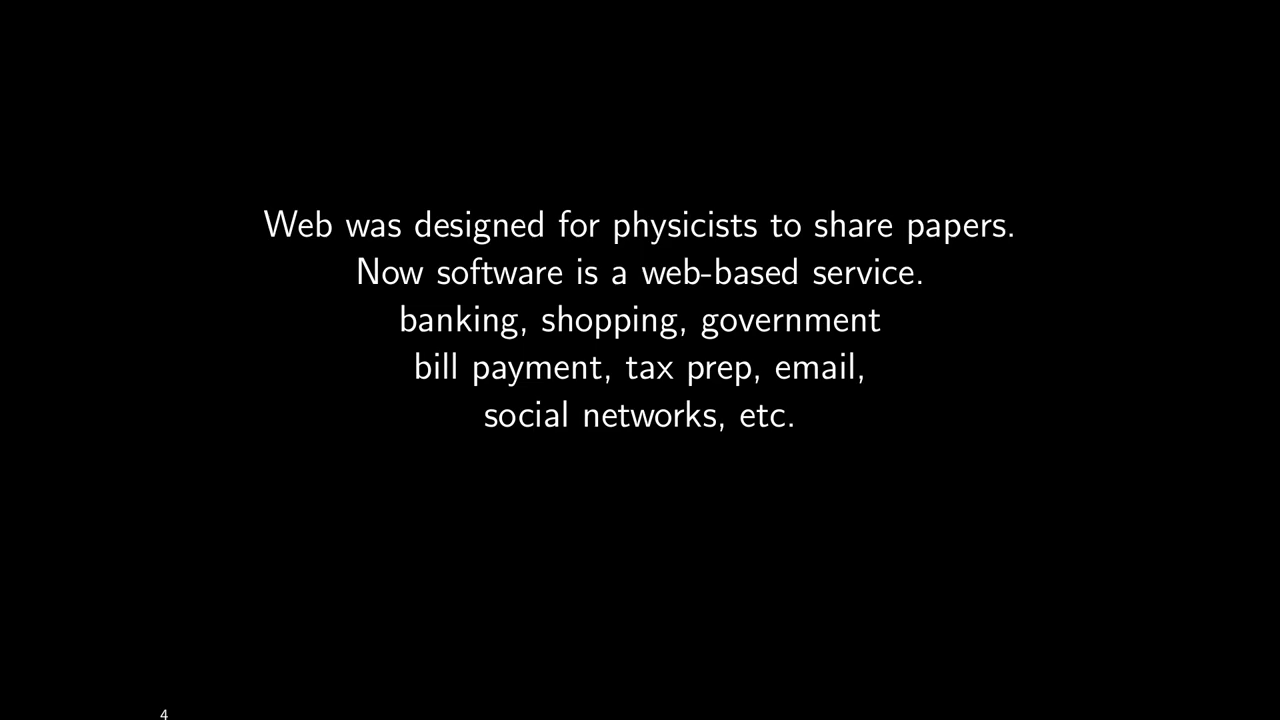 Web was designed for physicists to share papers.
Now software is a web-based service.
banking, shopping, government
bill payment, tax prep, email,
social networks, etc.
4